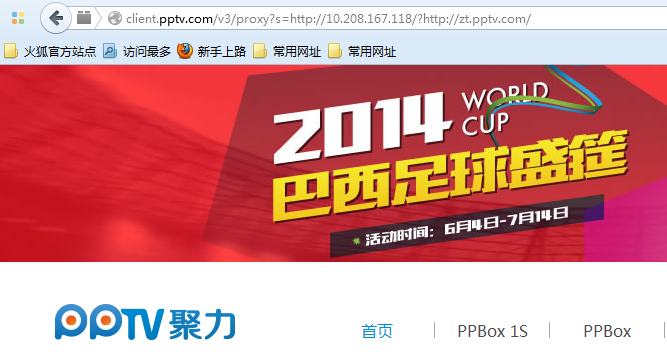 client.pptv.com/v3/proxy?s=http://10.208.167.118/?http://zt.pptv.com/
火狐官方站点 访问最多 新手上路 常用网址 常用网址
2014 WORLD CUP
巴西足球盛筵
活动时间：6月4日-7月14日
PPTV聚力 首页 PPBox 1S PPBox